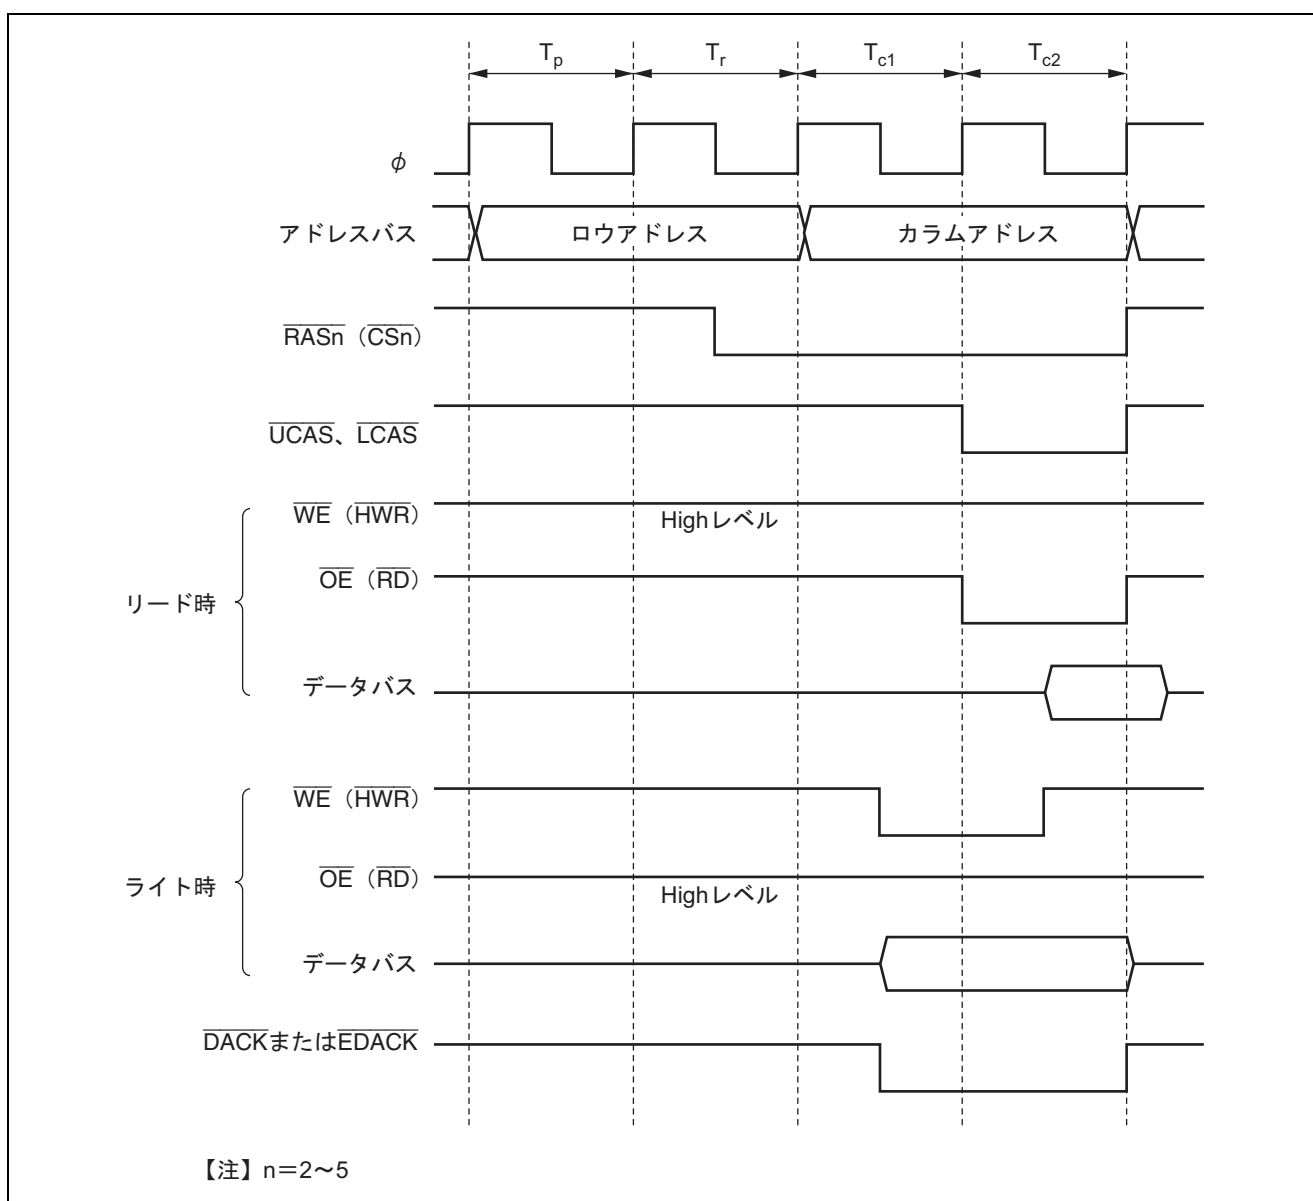 Tp Tr Tc1 Tc2
φ
アドレスバス ロウアドレス カラムアドレス
RASn（CSn）
UCAS、LCAS
WE（HWR） Highレベル
OE（RD）
リード時
データバス
WE（HWR）
OE（RD） Highレベル
ライト時
データバス
DACKまたはEDACK
【注】n＝2～5